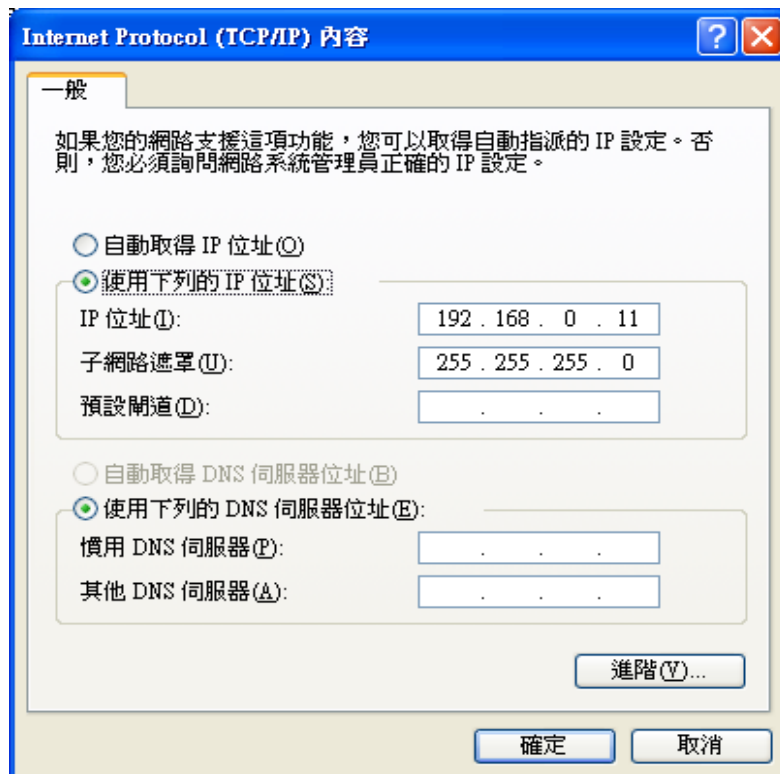 Internet Protocol (TCP/IP) 內容
一般
如果您的網路支援這項功能，您可以取得自動指派的 IP 設定。否
則，您必須詢問網路系統管理員正確的 IP 設定。
自動取得 IP 位址(O)
使用下列的 IP 位址(S):
IP 位址(I): 192 . 168 . 0 . 11
子網路遮罩(U): 255 . 255 . 255 . 0
預設閘道(D): . . .
自動取得 DNS 伺服器位址(B)
使用下列的 DNS 伺服器位址(E):
慣用 DNS 伺服器(P): . . .
其他 DNS 伺服器(A): . . .
進階(V)...
確定 取消